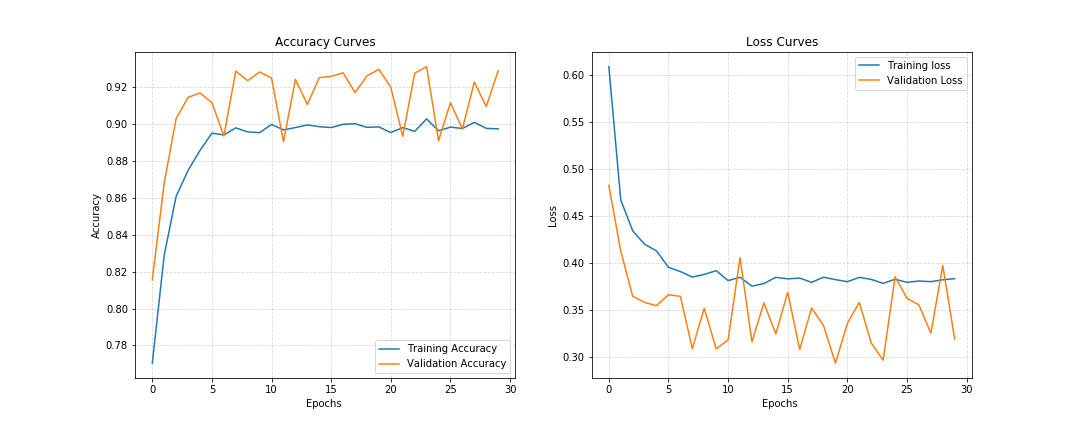 Accuracy Curves
0.92
0.90
0.88
0.86
0.84
0.82
0.80
0.78
Accuracy
0 5 10 15 20 25 30
Epochs
Training Accuracy
Validation Accuracy
Loss Curves
0.60
0.55
0.50
0.45
0.40
0.35
0.30
Loss
0 5 10 15 20 25 30
Epochs
Training loss
Validation Loss